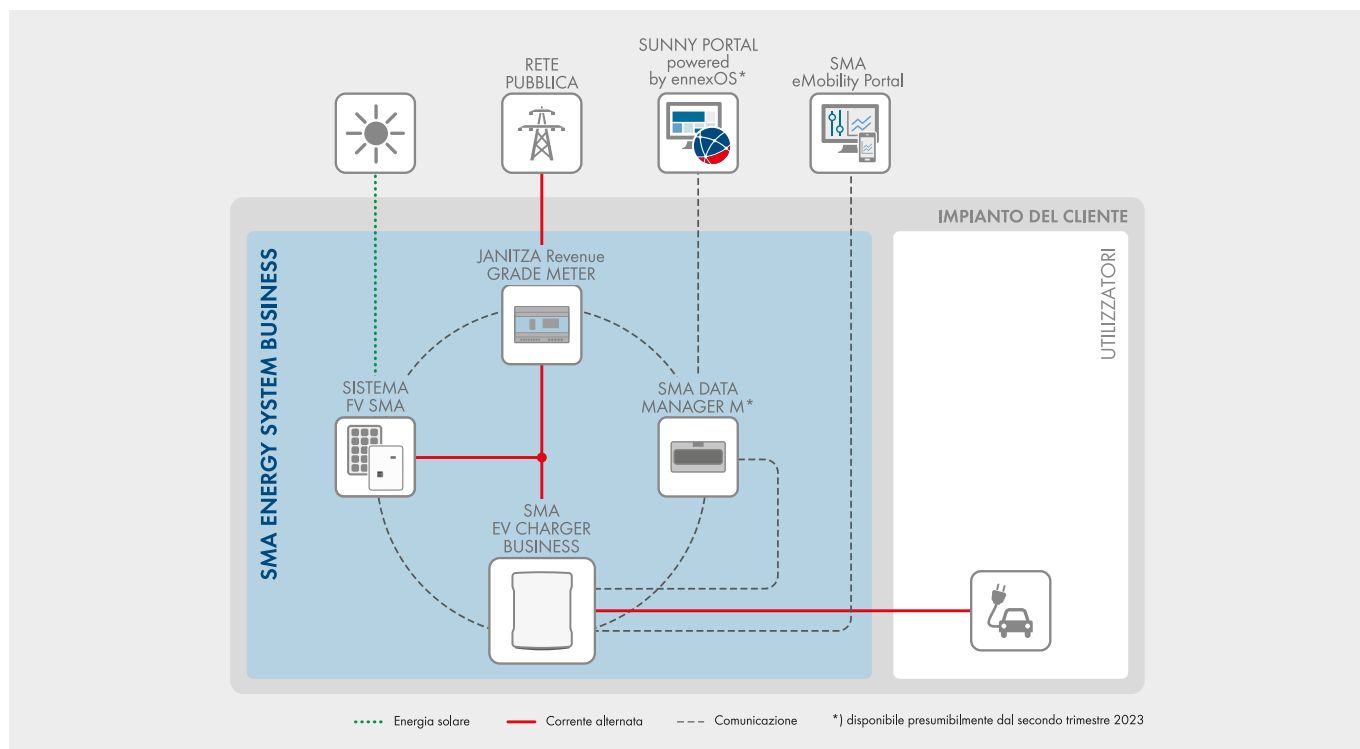 SUNNY PORTAL
powered
by ennexOS*
RETE
PUBBLICA
SMA
eMobility Portal
IMPIANTO DEL CLIENTE
SMA ENERGY SYSTEM BUSINESS
JANITZA Revenue
GRADE METER
UTILIZZATORI
SISTEMA
FV SMA
SMA DATA
MANAGER M*
SMA
EV CHARGER
BUSINESS
Energia solare
Corrente alternata
Comunicazione
*) disponibile presumibilmente dal secondo trimestre 2023